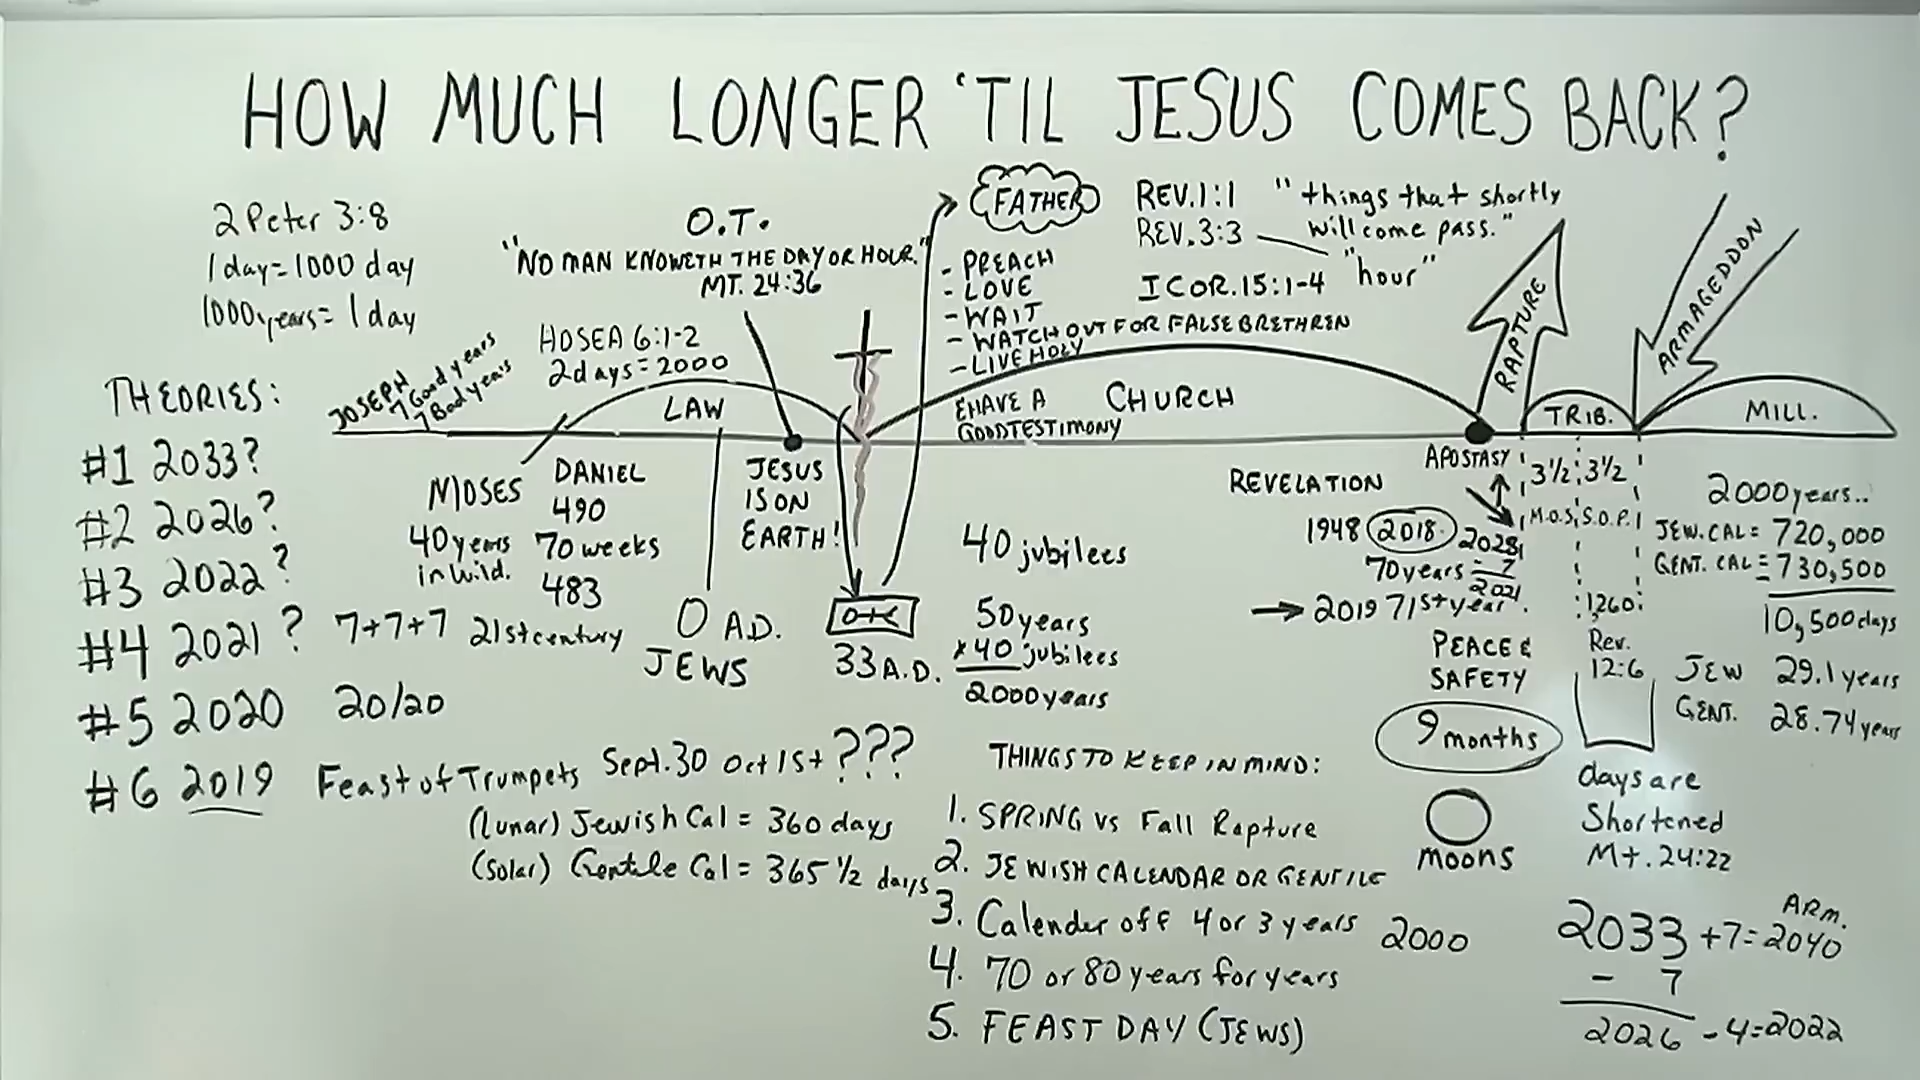 HOW MUCH LONGER 'TIL JESUS COMES BACK?
2 Peter 3:8
1 day=1000 day
1000years=1day
O.T.
"NO MAN KNOWETH THE DAY OR HOUR."
MT. 24:36
HOSEA 6:1-2
2days=2000
JOSEPH
7 Good years
7 Bad years
LAW
FATHER
- PREACH
- LOVE
- WAIT
- WATCH OUT FOR FALSE BRETHREN
- LIVE HOLY
HAVE A
GOOD TESTIMONY
CHURCH
REV.1:1 "things that shortly
will come pass."
REV.3:3 "hour"
I COR.15:1-4
RAPTURE
ARMAGEDDON
TRIB.
MILL.
THEORIES:
#1 2033?
#2 2026?
#3 2022?
#4 2021? 7+7+7 21st century
#5 2020 20/20
#6 2019 Feast of Trumpets Sept.30 Oct 1st ???
(lunar) Jewish Cal = 360 days
(solar) Gentile Cal = 365 1/2 days
MOSES
40 years
in wild.
DANIEL
490
70 weeks
483
O A.D.
JEWS
JESUS
IS ON
EARTH!
33 A.D.
40 jubilees
50 years
x 40 jubilees
2000 years
REVELATION
APOSTASY
3½ 3½
M.O.S. S.O.P.
1948 2018 2028
70 years - 7
2021
2019 71st year
PEACE &
SAFETY
9 months
moons
1260
Rev.
12:6
days are
Shortened
Mt. 24:22
2000 years..
JEW. CAL = 720,000
GENT. CAL = 730,500
10,500 days
JEW 29.1 years
GENT. 28.74 years
THINGS TO KEEP IN MIND:
1. SPRING vs Fall Rapture
2. JEWISH CALENDAR OR GENTILE
3. Calender off 4 or 3 years 2000
4. 70 or 80 years for years
5. FEAST DAY (JEWS)
ARM.
2033 +7=2040
- 7
2026 - 4=2022